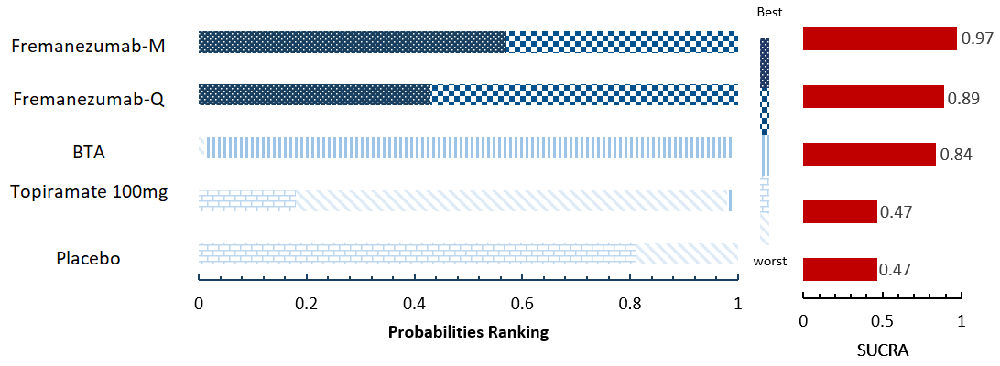 Best
Fremanezumab-M
0.97
Fremanezumab-Q
0.89
BTA
0.84
Topiramate 100mg
0.47
Placebo
worst
0.47
0 0.2 0.4 0.6 0.8 1
Probabilities Ranking
0 0.5 1
SUCRA